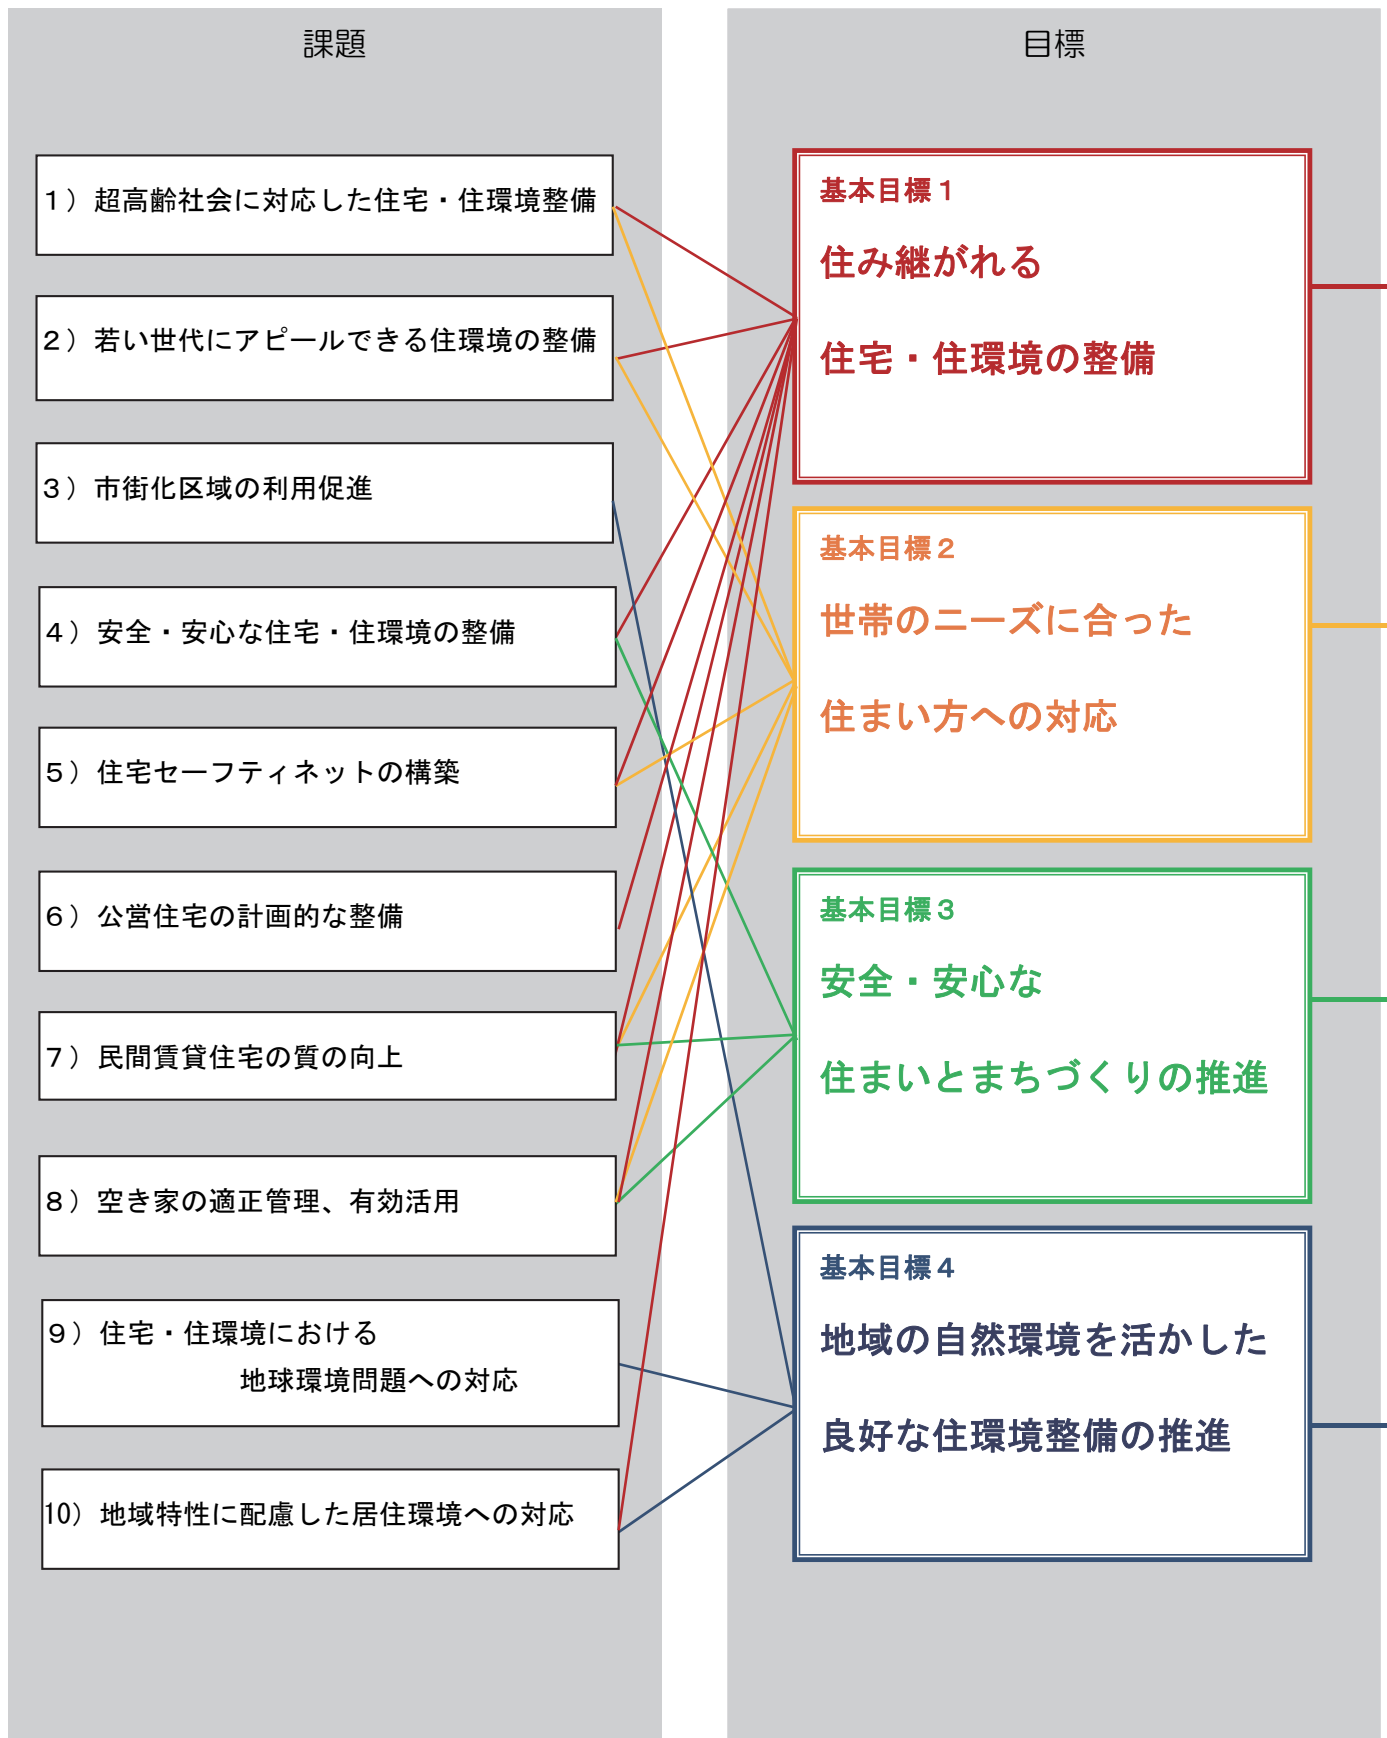 課題
1）超高齢社会に対応した住宅・住環境整備
2）若い世代にアピールできる住環境の整備
3）市街化区域の利用促進
4）安全・安心な住宅・住環境の整備
5）住宅セーフティネットの構築
6）公営住宅の計画的な整備
7）民間賃貸住宅の質の向上
8）空き家の適正管理、有効活用
9）住宅・住環境における
地球環境問題への対応
10）地域特性に配慮した居住環境への対応
目標
基本目標1
住み継がれる
住宅・住環境の整備
基本目標2
世帯のニーズに合った
住まい方への対応
基本目標3
安全・安心な
住まいとまちづくりの推進
基本目標4
地域の自然環境を活かした
良好な住環境整備の推進